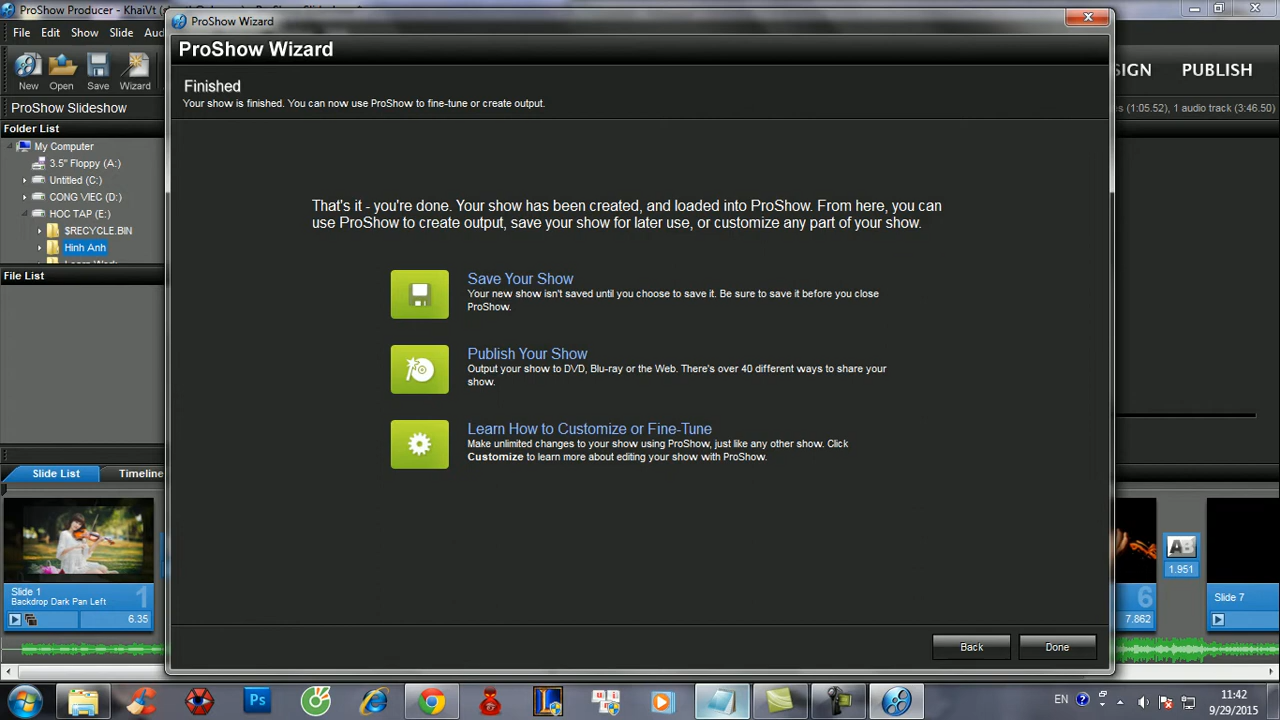 ProShow Producer - KhaiVt
ProShow Wizard
File Edit Show Slide Aud
ProShow Wizard
New Open Save Wizard
SIGN PUBLISH
Finished
Your show is finished. You can now use ProShow to fine-tune or create output.
ProShow Slideshow
(1:05.52), 1 audio track (3:46.50)
Folder List
My Computer
3.5" Floppy (A:)
Untitled (C:)
CONG VIEC (D:)
HOC TAP (E:)
$RECYCLE.BIN
Hinh Anh
File List
That's it - you're done. Your show has been created, and loaded into ProShow. From here, you can
use ProShow to create output, save your show for later use, or customize any part of your show.
Save Your Show
Your new show isn't saved until you choose to save it. Be sure to save it before you close
ProShow.
Publish Your Show
Output your show to DVD, Blu-ray or the Web. There's over 40 different ways to share your
show.
Learn How to Customize or Fine-Tune
Make unlimited changes to your show using ProShow, just like any other show. Click
Customize to learn more about editing your show with ProShow.
Slide List Timeline
Slide 1
Backdrop Dark Pan Left
1
6.35
AB
1.951
6
7.862
Slide 7
Back Done
Ps
EN
11:42
9/29/2015